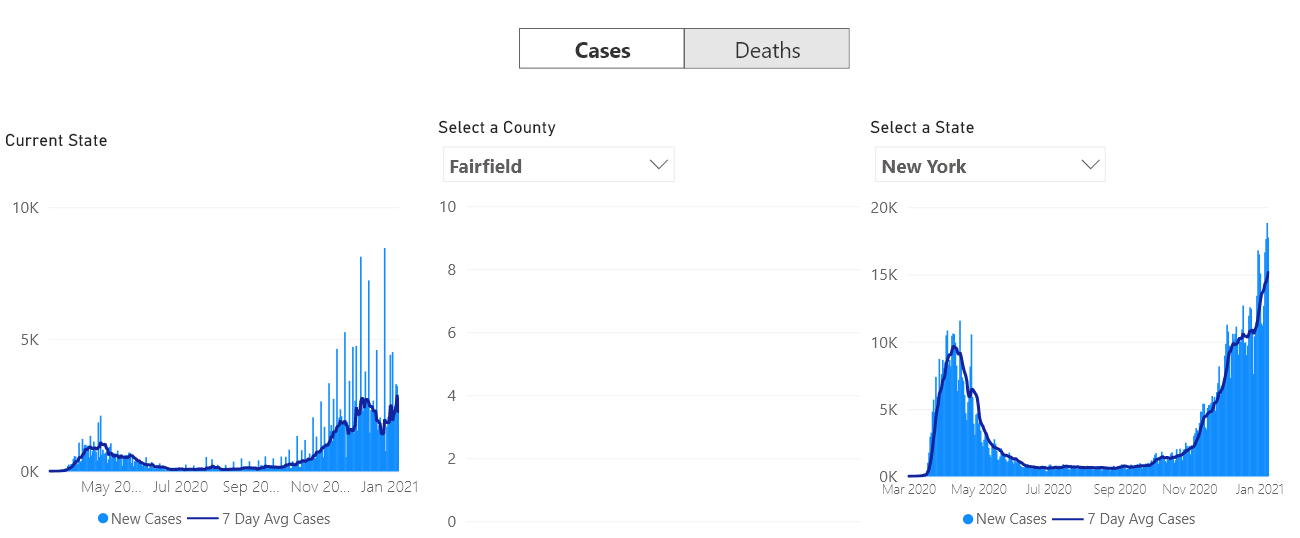 Cases Deaths
Current State
Select a County
Fairfield
Select a State
New York
10K
5K
0K
May 20... Jul 2020 Sep 20... Nov 20... Jan 2021
New Cases 7 Day Avg Cases
10
8
6
4
2
0
20K
15K
10K
5K
0K
Mar 2020 May 2020 Jul 2020 Sep 2020 Nov 2020 Jan 2021
New Cases 7 Day Avg Cases